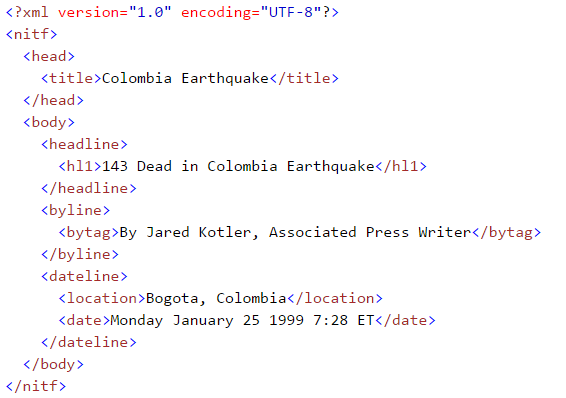 <?xml version="1.0" encoding="UTF-8"?>
<nitf>
  <head>
    <title>Colombia Earthquake</title>
  </head>
  <body>
    <headline>
      <hl1>143 Dead in Colombia Earthquake</hl1>
    </headline>
    <byline>
      <bytag>By Jared Kotler, Associated Press Writer</bytag>
    </byline>
    <dateline>
      <location>Bogota, Colombia</location>
      <date>Monday January 25 1999 7:28 ET</date>
    </dateline>
  </body>
</nitf>